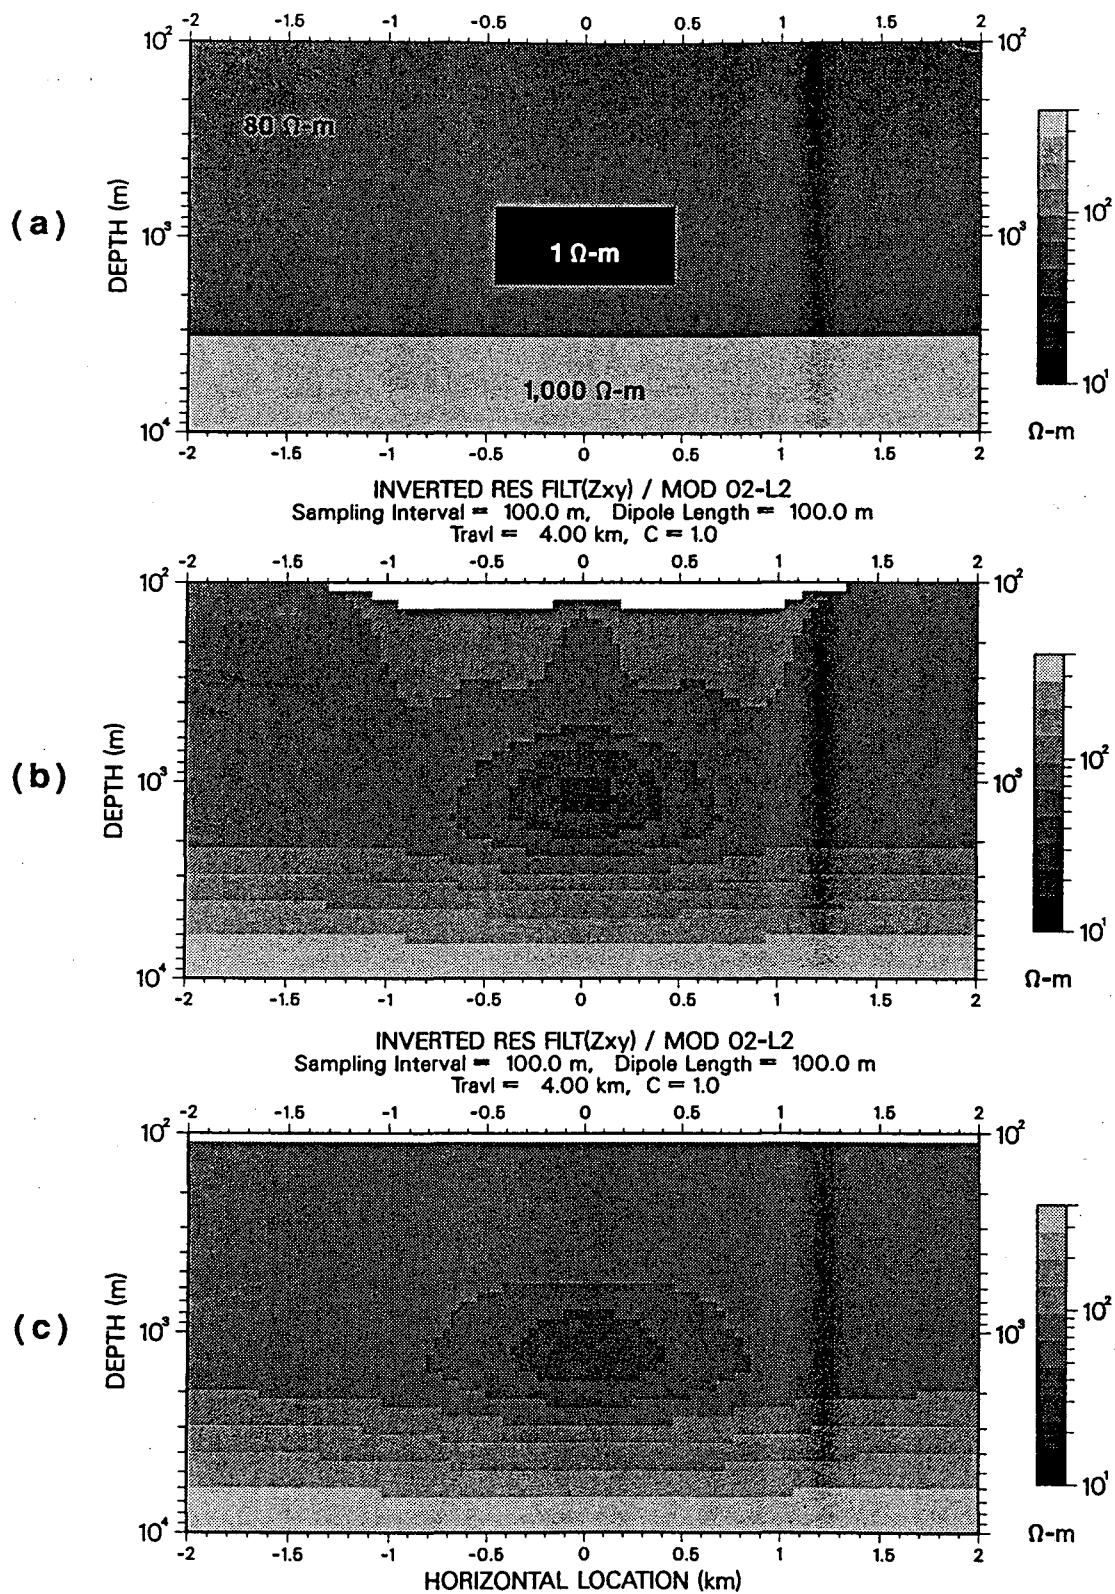 -2 -1.5 -1 -0.5 0 0.5 1 1.5 2
10² 10²
80 Ω-m
(a)
DEPTH (m)
10³ 10³
1 Ω-m
10²
1,000 Ω-m
10¹
10⁴ 10⁴
Ω-m
-2 -1.5 -1 -0.5 0 0.5 1 1.5 2
INVERTED RES FILT(Zxy) / MOD 02-L2
Sampling Interval = 100.0 m, Dipole Length = 100.0 m
Travl = 4.00 km, C = 1.0
-2 -1.5 -1 -0.5 0 0.5 1 1.5 2
10² 10²
(b)
DEPTH (m)
10³ 10³
10²
10¹
10⁴ 10⁴
Ω-m
-2 -1.5 -1 -0.5 0 0.5 1 1.5 2
INVERTED RES FILT(Zxy) / MOD 02-L2
Sampling Interval = 100.0 m, Dipole Length = 100.0 m
Travl = 4.00 km, C = 1.0
-2 -1.5 -1 -0.5 0 0.5 1 1.5 2
10² 10²
(c)
DEPTH (m)
10³ 10³
10²
10¹
10⁴ 10⁴
Ω-m
-2 -1.5 -1 -0.5 0 0.5 1 1.5 2
HORIZONTAL LOCATION (km)